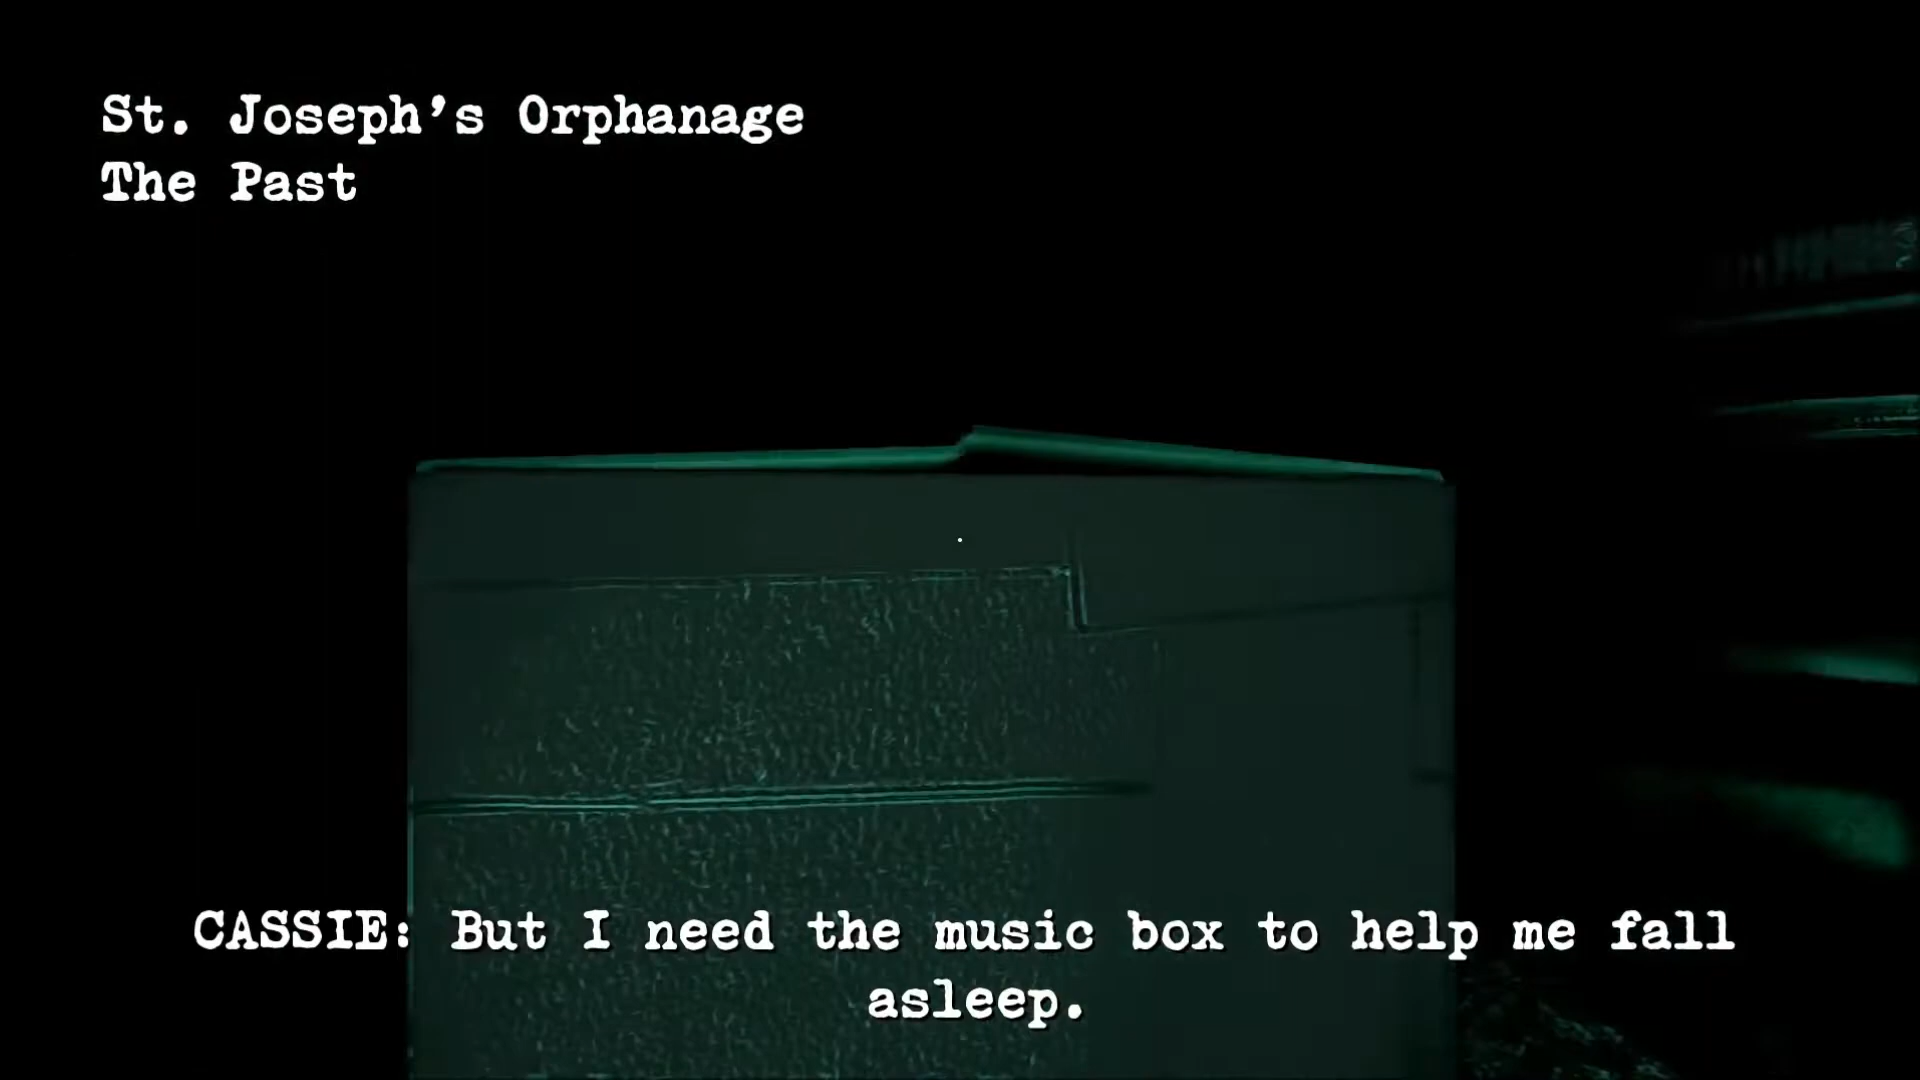 St. Joseph's Orphanage
The Past
CASSIE: But I need the music box to help me fall
asleep.